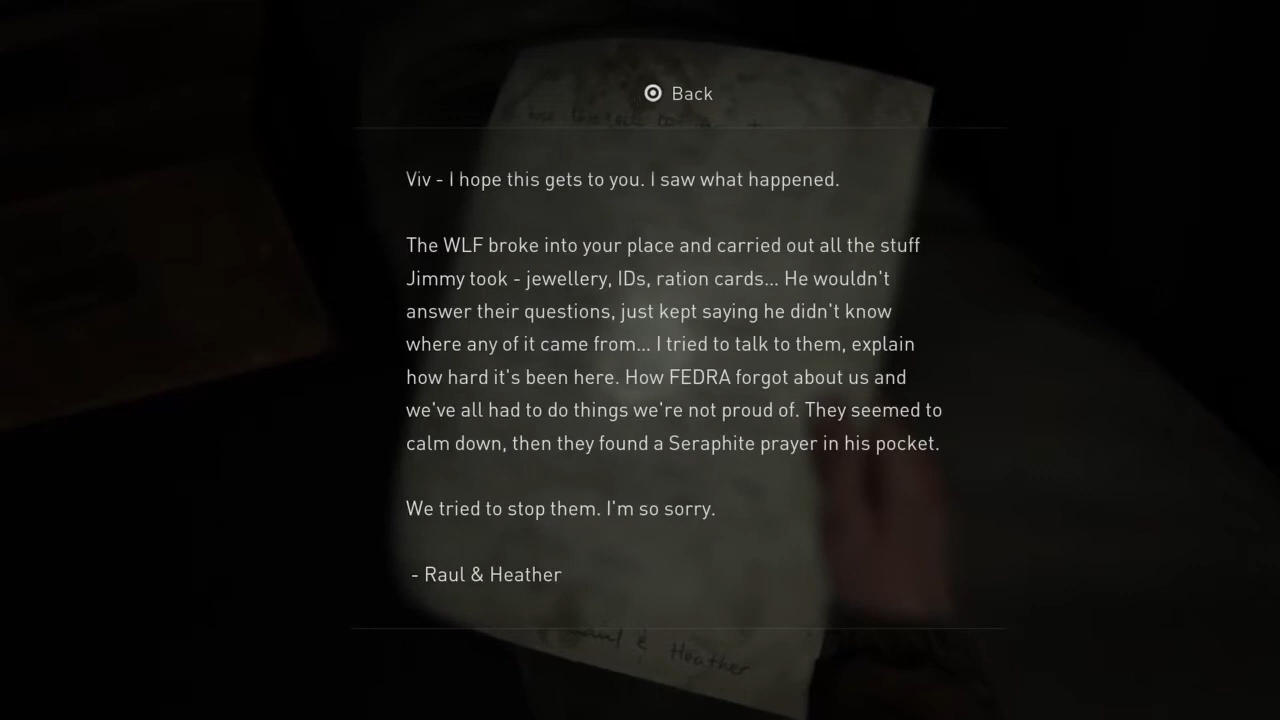 Back
Viv - I hope this gets to you. I saw what happened.
The WLF broke into your place and carried out all the stuff
Jimmy took - jewellery, IDs, ration cards... He wouldn't
answer their questions, just kept saying he didn't know
where any of it came from... I tried to talk to them, explain
how hard it's been here. How FEDRA forgot about us and
we've all had to do things we're not proud of. They seemed to
calm down, then they found a Seraphite prayer in his pocket.
We tried to stop them. I'm so sorry.
- Raul & Heather
Raul & Heather